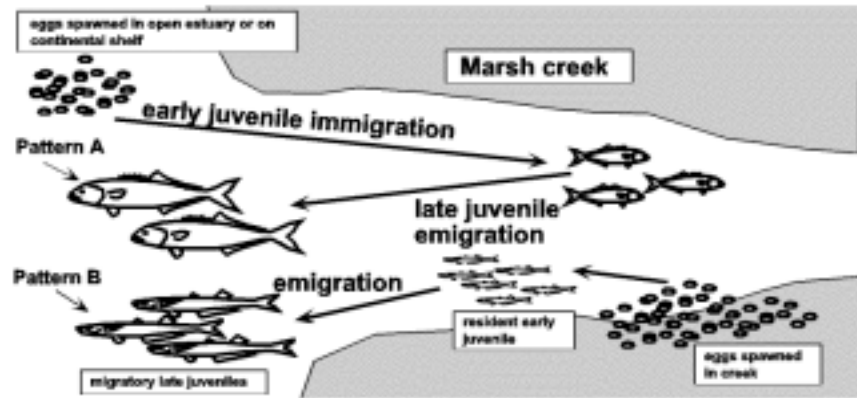 eggs spawned in open estuary or on
continental shelf
Marsh creek
early juvenile immigration
Pattern A
late juvenile
emigration
Pattern B
emigration
resident early
juvenile
eggs spawned
in creek
migratory late juveniles